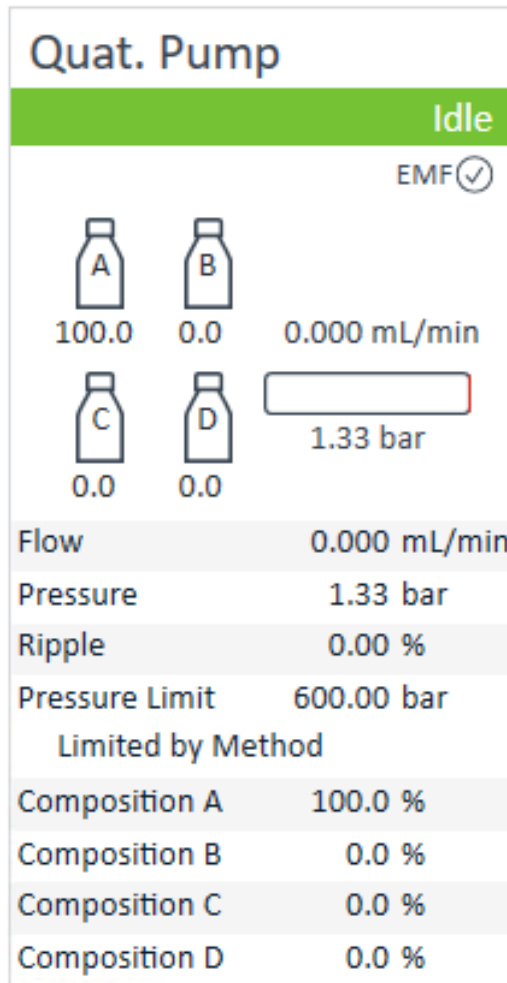 Quat. Pump
Idle
EMF
A B
100.0 0.0 0.000 mL/min
C D
1.33 bar
0.0 0.0
Flow 0.000 mL/min
Pressure 1.33 bar
Ripple 0.00 %
Pressure Limit 600.00 bar
Limited by Method
Composition A 100.0 %
Composition B 0.0 %
Composition C 0.0 %
Composition D 0.0 %